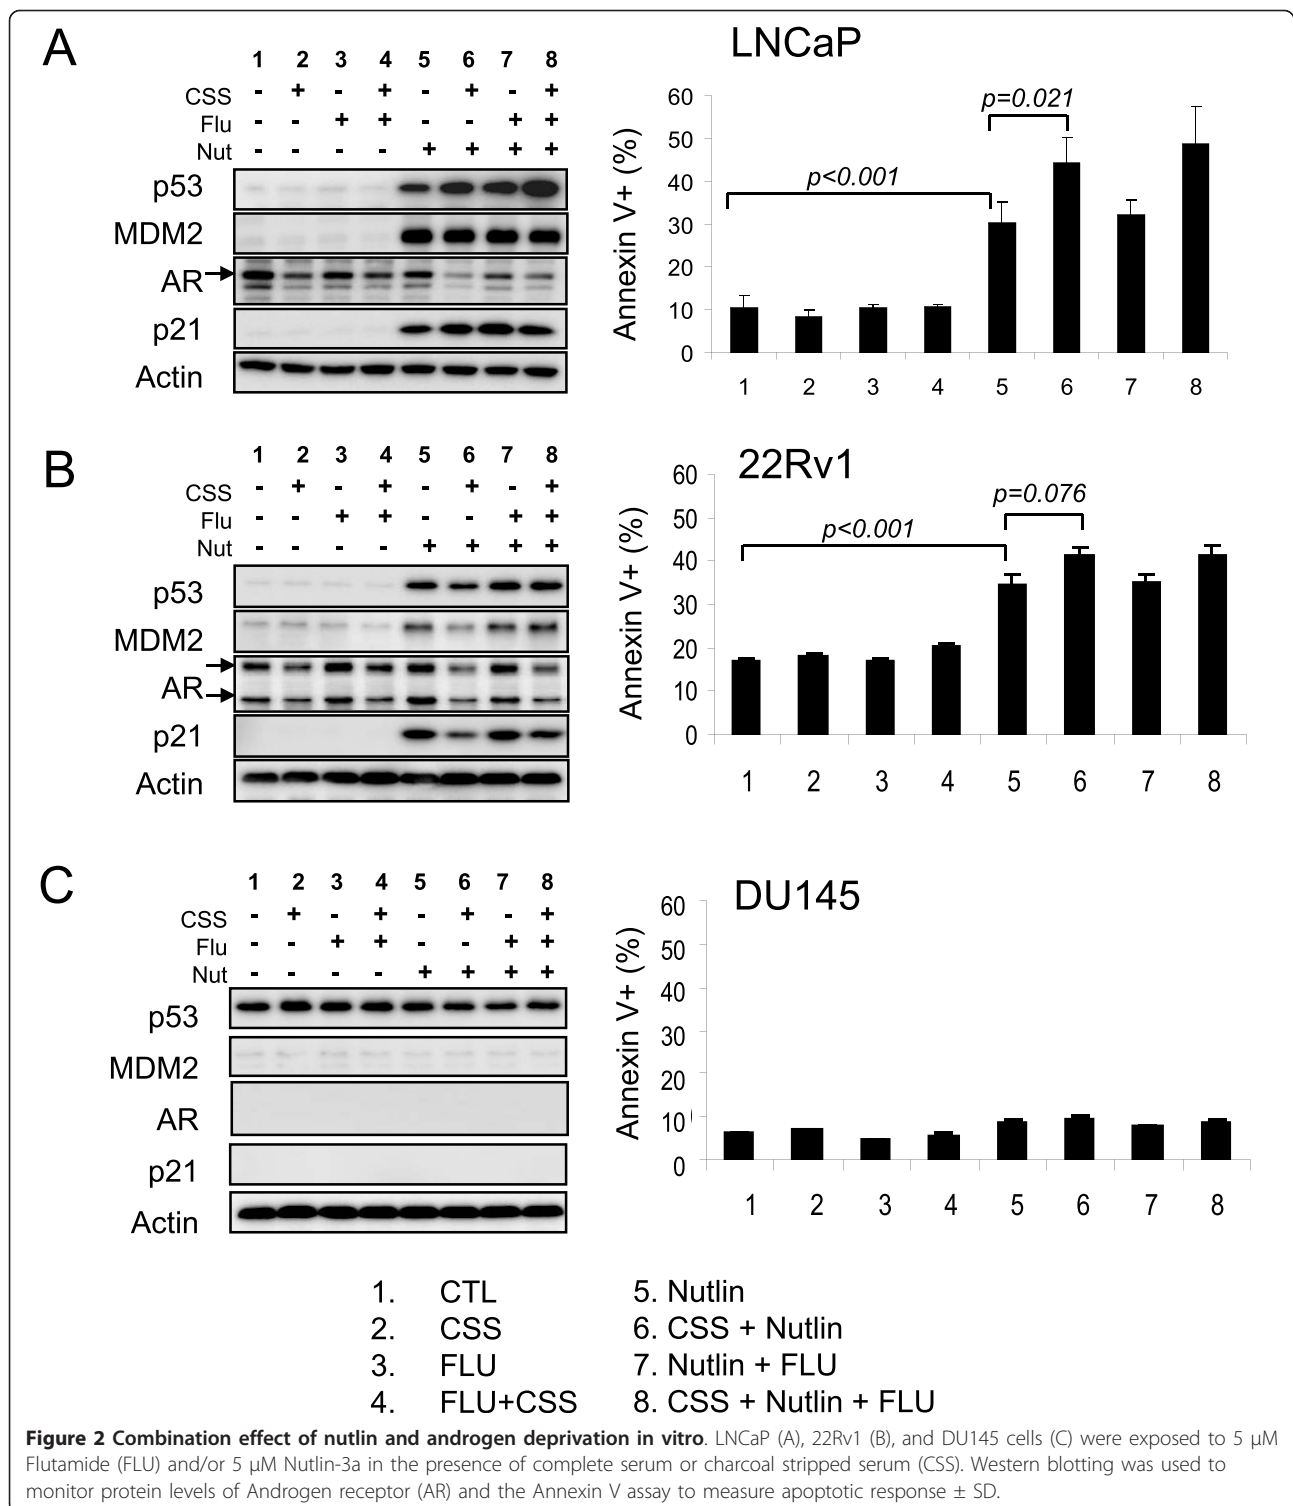 A
1 2 3 4 5 6 7 8
CSS - + - + - + - +
Flu - - + + - - + +
Nut - - - - + + + +
p53
MDM2
AR
p21
Actin
LNCaP
Annexin V+ (%)
60
50
40
30
20
10
0
p<0.001
p=0.021
1 2 3 4 5 6 7 8
B
1 2 3 4 5 6 7 8
CSS - + - + - + - +
Flu - - + + - - + +
Nut - - - - + + + +
p53
MDM2
AR
p21
Actin
22Rv1
Annexin V+ (%)
60
50
40
30
20
10
0
p<0.001
p=0.076
1 2 3 4 5 6 7 8
C
1 2 3 4 5 6 7 8
CSS - + - + - + - +
Flu - - + + - - + +
Nut - - - - + + + +
p53
MDM2
AR
p21
Actin
DU145
Annexin V+ (%)
60
50
40
30
20
10
0
1 2 3 4 5 6 7 8
1. CTL
2. CSS
3. FLU
4. FLU+CSS
5. Nutlin
6. CSS + Nutlin
7. Nutlin + FLU
8. CSS + Nutlin + FLU
Figure 2 Combination effect of nutlin and androgen deprivation in vitro. LNCaP (A), 22Rv1 (B), and DU145 cells (C) were exposed to 5 μM
Flutamide (FLU) and/or 5 μM Nutlin-3a in the presence of complete serum or charcoal stripped serum (CSS). Western blotting was used to
monitor protein levels of Androgen receptor (AR) and the Annexin V assay to measure apoptotic response ± SD.